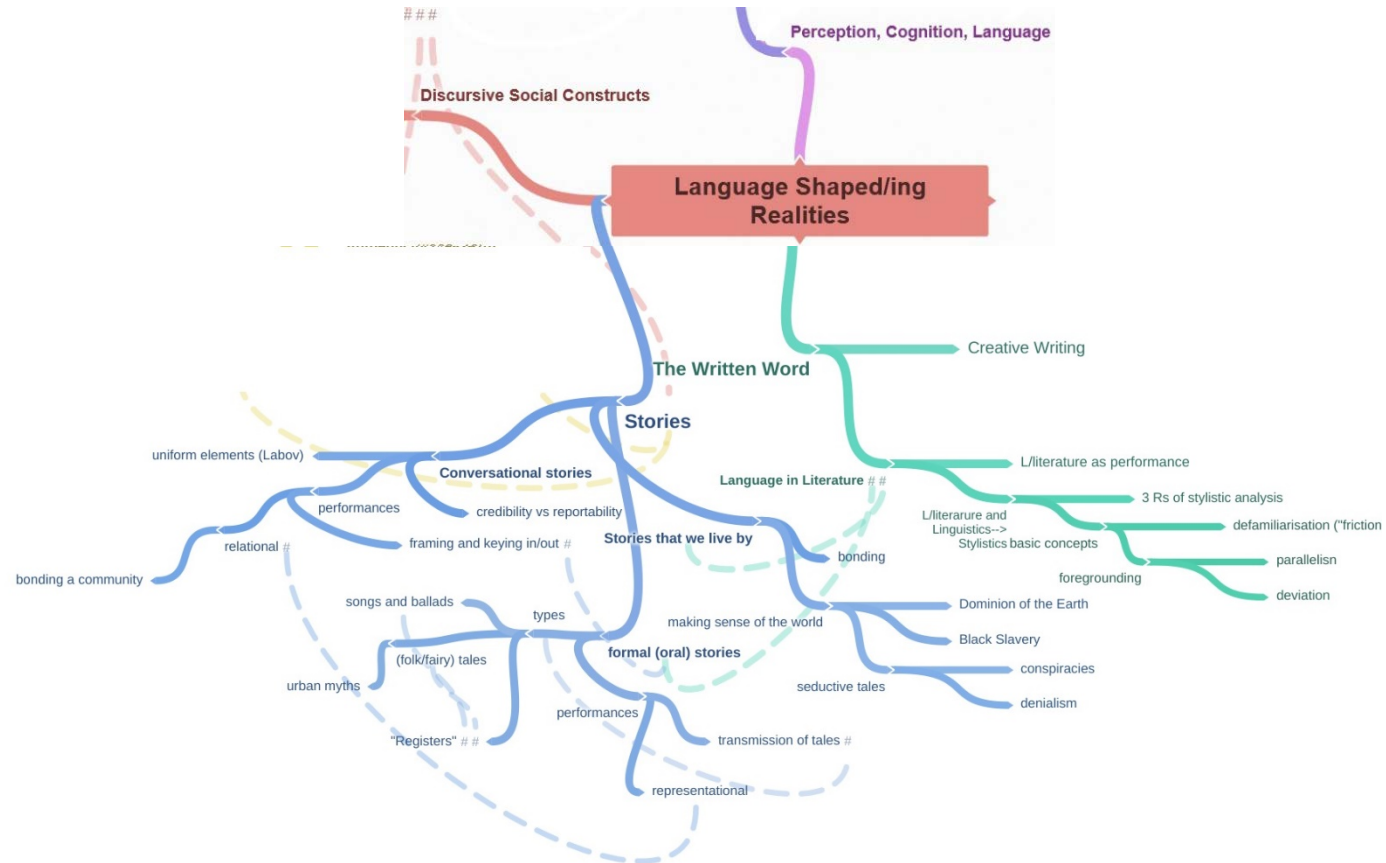 # # #
Perception, Cognition, Language
Discursive Social Constructs
Language Shaped/ing
Realities
Creative Writing
The Written Word
Stories
uniform elements (Labov)
Conversational stories
L/literature as performance
Language in Literature # #
3 Rs of stylistic analysis
performances
credibility vs reportability
L/literarure and
Linguistics-->
Stylistics
basic concepts
defamiliarisation ("friction
relational #
framing and keying in/out #
Stories that we live by
bonding
parallelisn
bonding a community
foregrounding
deviation
songs and ballads
types
making sense of the world
Dominion of the Earth
Black Slavery
(folk/fairy) tales
formal (oral) stories
conspiracies
urban myths
seductive tales
denialism
performances
"Registers" # #
transmission of tales #
representational